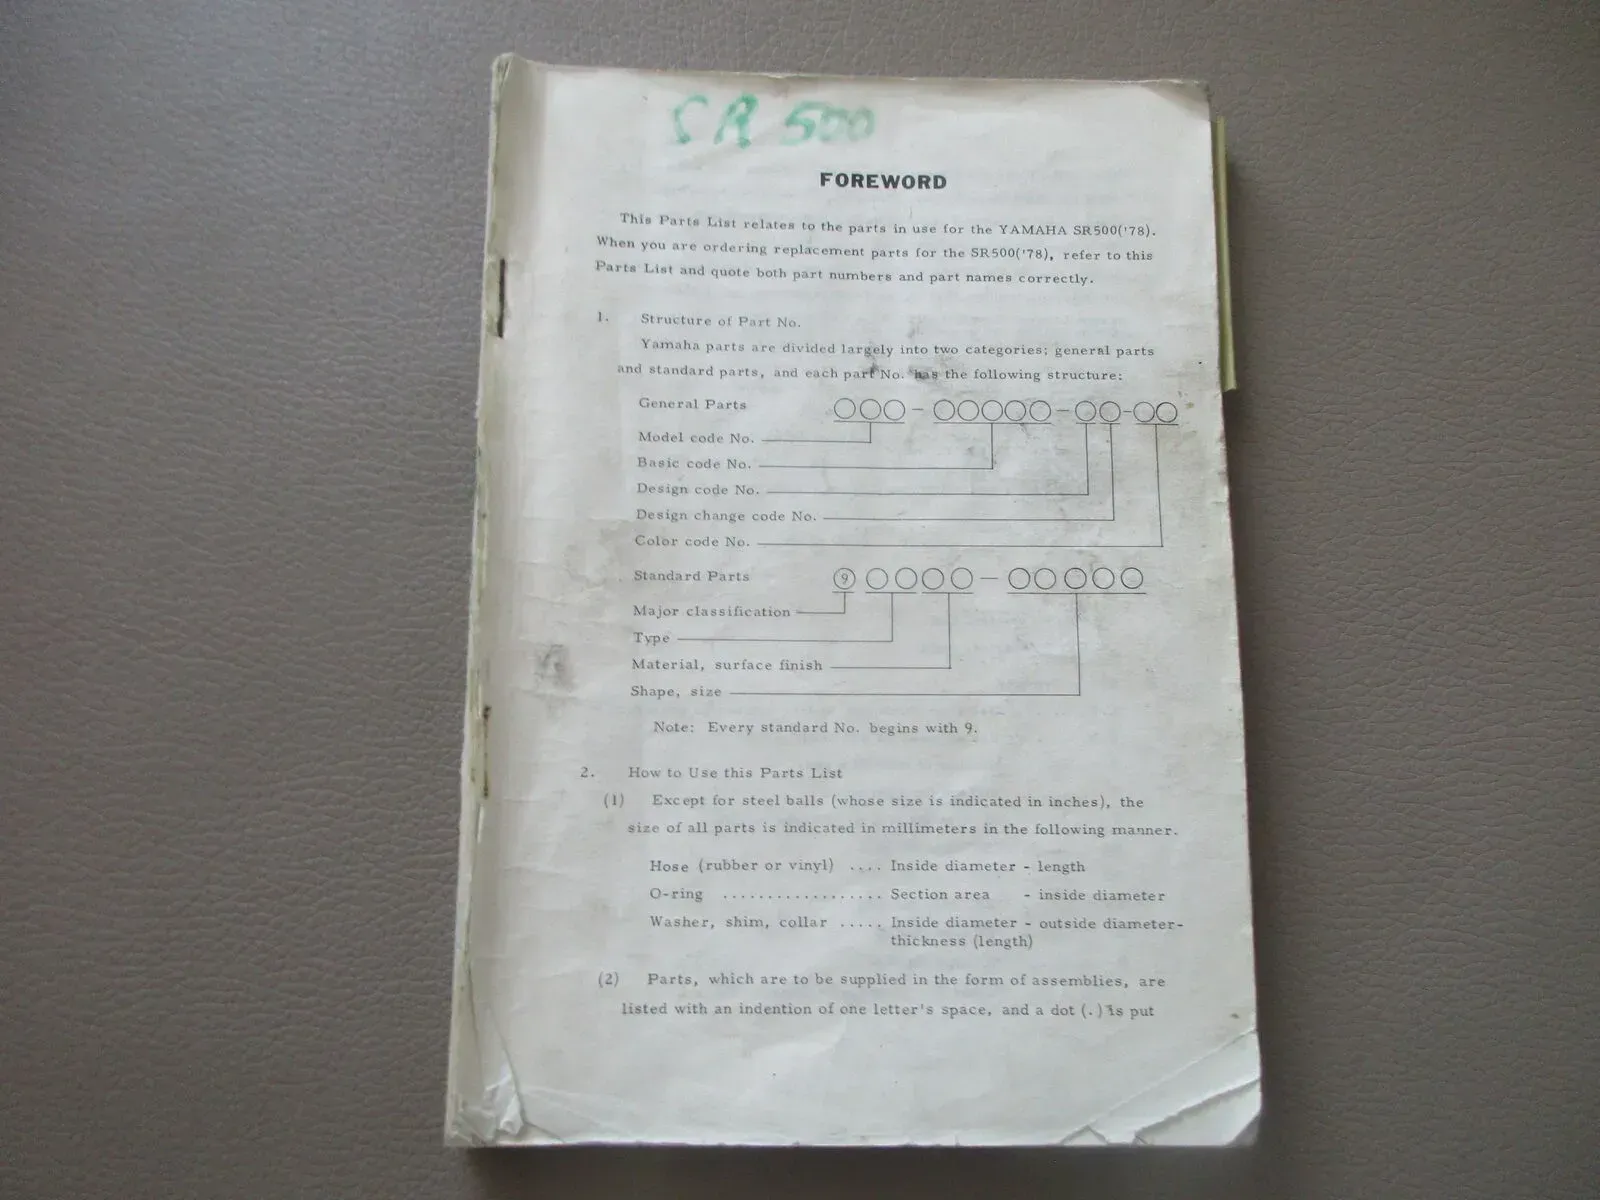 SR 500
FOREWORD
This Parts List relates to the parts in use for the YAMAHA SR500('78).
When you are ordering replacement parts for the SR500('78), refer to this
Parts List and quote both part numbers and part names correctly.
1. Structure of Part No.
Yamaha parts are divided largely into two categories; general parts
and standard parts, and each part No. has the following structure:
General Parts ○○○ - ○○○○○ - ○○ - ○○
Model code No.
Basic code No.
Design code No.
Design change code No.
Color code No.
Standard Parts ⑨ ○○○○ - ○○○○○
Major classification
Type
Material, surface finish
Shape, size
Note: Every standard No. begins with 9.
2. How to Use this Parts List
(1) Except for steel balls (whose size is indicated in inches), the
size of all parts is indicated in millimeters in the following manner.
Hose (rubber or vinyl) .... Inside diameter - length
O-ring .................. Section area - inside diameter
Washer, shim, collar ..... Inside diameter - outside diameter-
thickness (length)
(2) Parts, which are to be supplied in the form of assemblies, are
listed with an indention of one letter's space, and a dot (.) is put